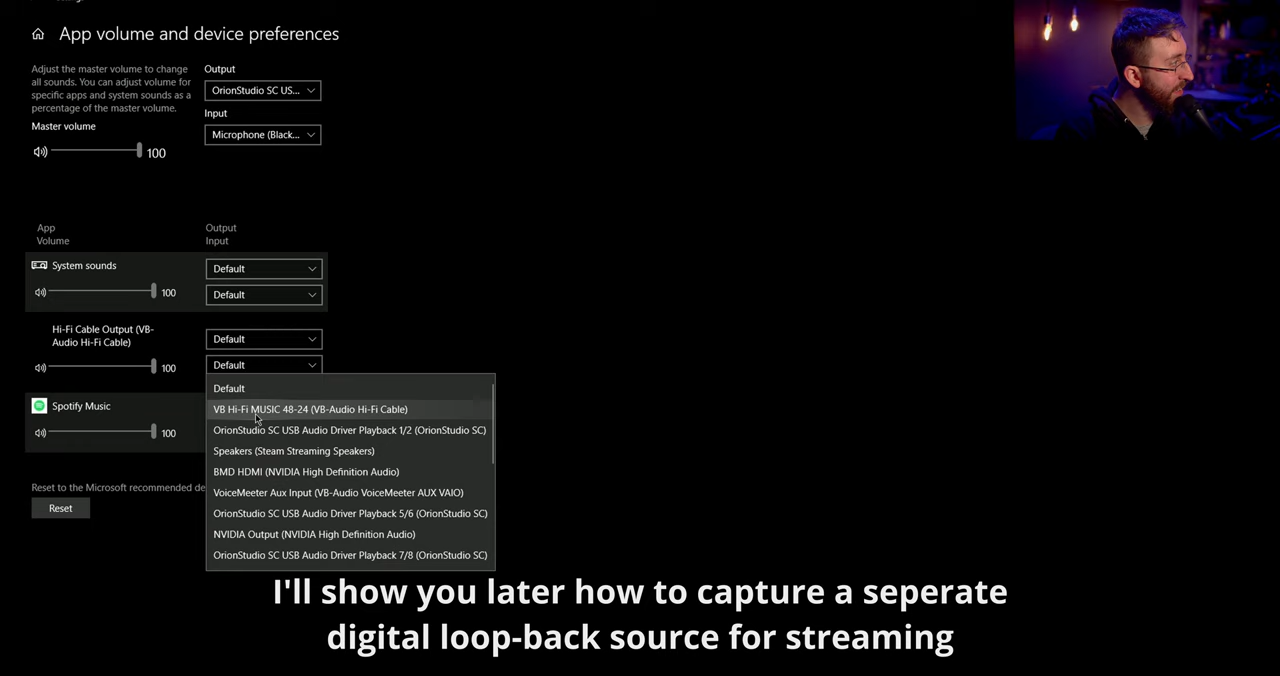 App volume and device preferences
Adjust the master volume to change
all sounds. You can adjust volume for
specific apps and system sounds as a
percentage of the master volume.
Master volume
100
Output
OrionStudio SC US...
Input
Microphone (Black...
App
Volume
Output
Input
System sounds
100
Default
Default
Hi-Fi Cable Output (VB-
Audio Hi-Fi Cable)
100
Default
Default
Spotify Music
100
Default
VB Hi-Fi MUSIC 48-24 (VB-Audio Hi-Fi Cable)
OrionStudio SC USB Audio Driver Playback 1/2 (OrionStudio SC)
Speakers (Steam Streaming Speakers)
BMD HDMI (NVIDIA High Definition Audio)
VoiceMeeter Aux Input (VB-Audio VoiceMeeter AUX VAIO)
OrionStudio SC USB Audio Driver Playback 5/6 (OrionStudio SC)
NVIDIA Output (NVIDIA High Definition Audio)
OrionStudio SC USB Audio Driver Playback 7/8 (OrionStudio SC)
Reset to the Microsoft recommended de
Reset
I'll show you later how to capture a seperate
digital loop-back source for streaming